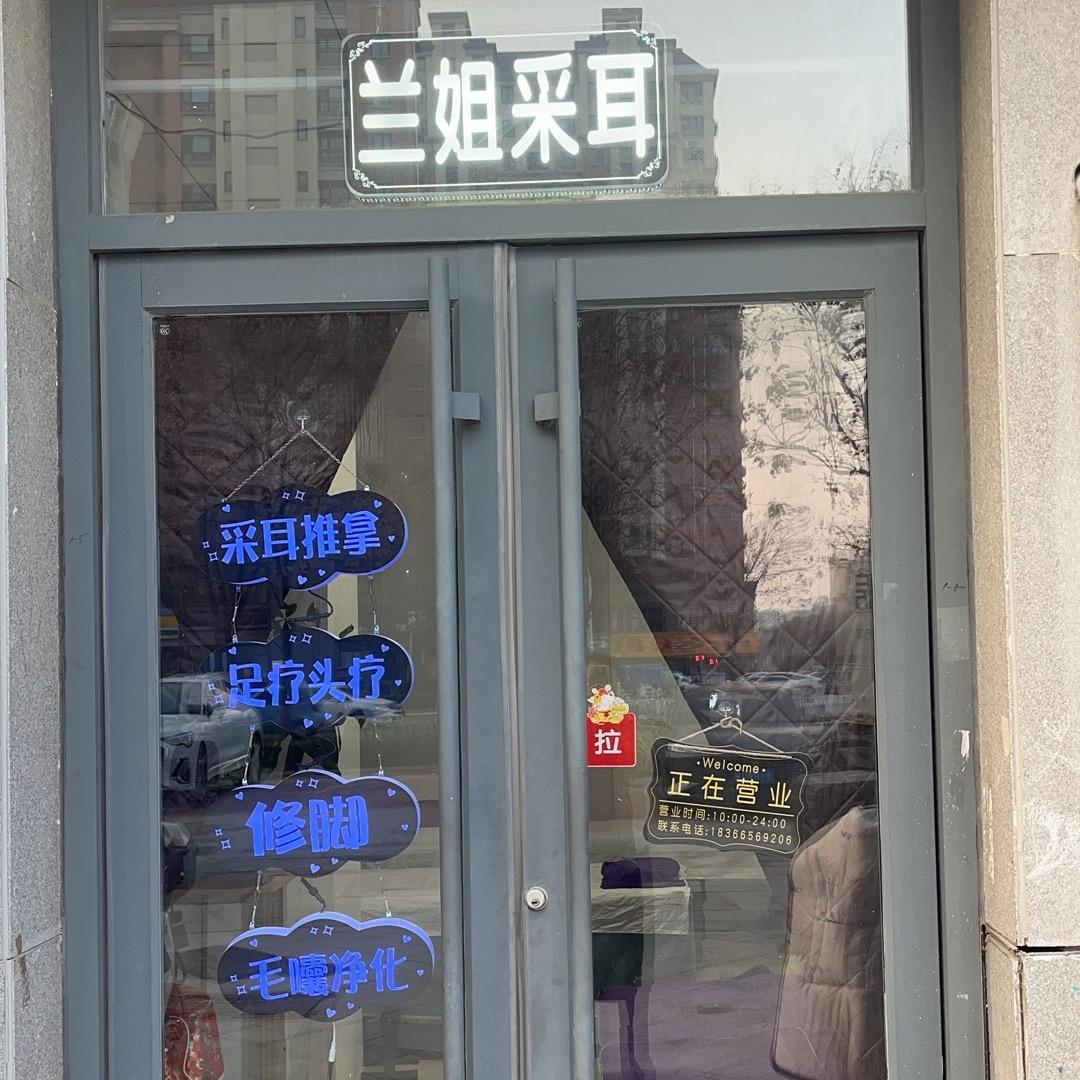 兰姐采耳
采耳推拿
足疗头疗
修脚
毛囊净化
拉
·Welcome·
正在营业
营业时间:10:00-24:00
联系电话:18366569206